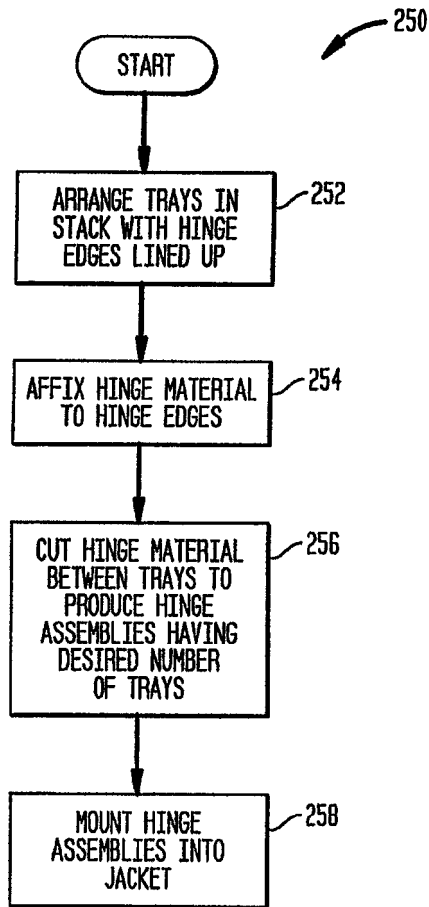 250
START
252
ARRANGE TRAYS IN
STACK WITH HINGE
EDGES LINED UP
254
AFFIX HINGE MATERIAL
TO HINGE EDGES
256
CUT HINGE MATERIAL
BETWEEN TRAYS TO
PRODUCE HINGE
ASSEMBLIES HAVING
DESIRED NUMBER
OF TRAYS
258
MOUNT HINGE
ASSEMBLIES INTO
JACKET